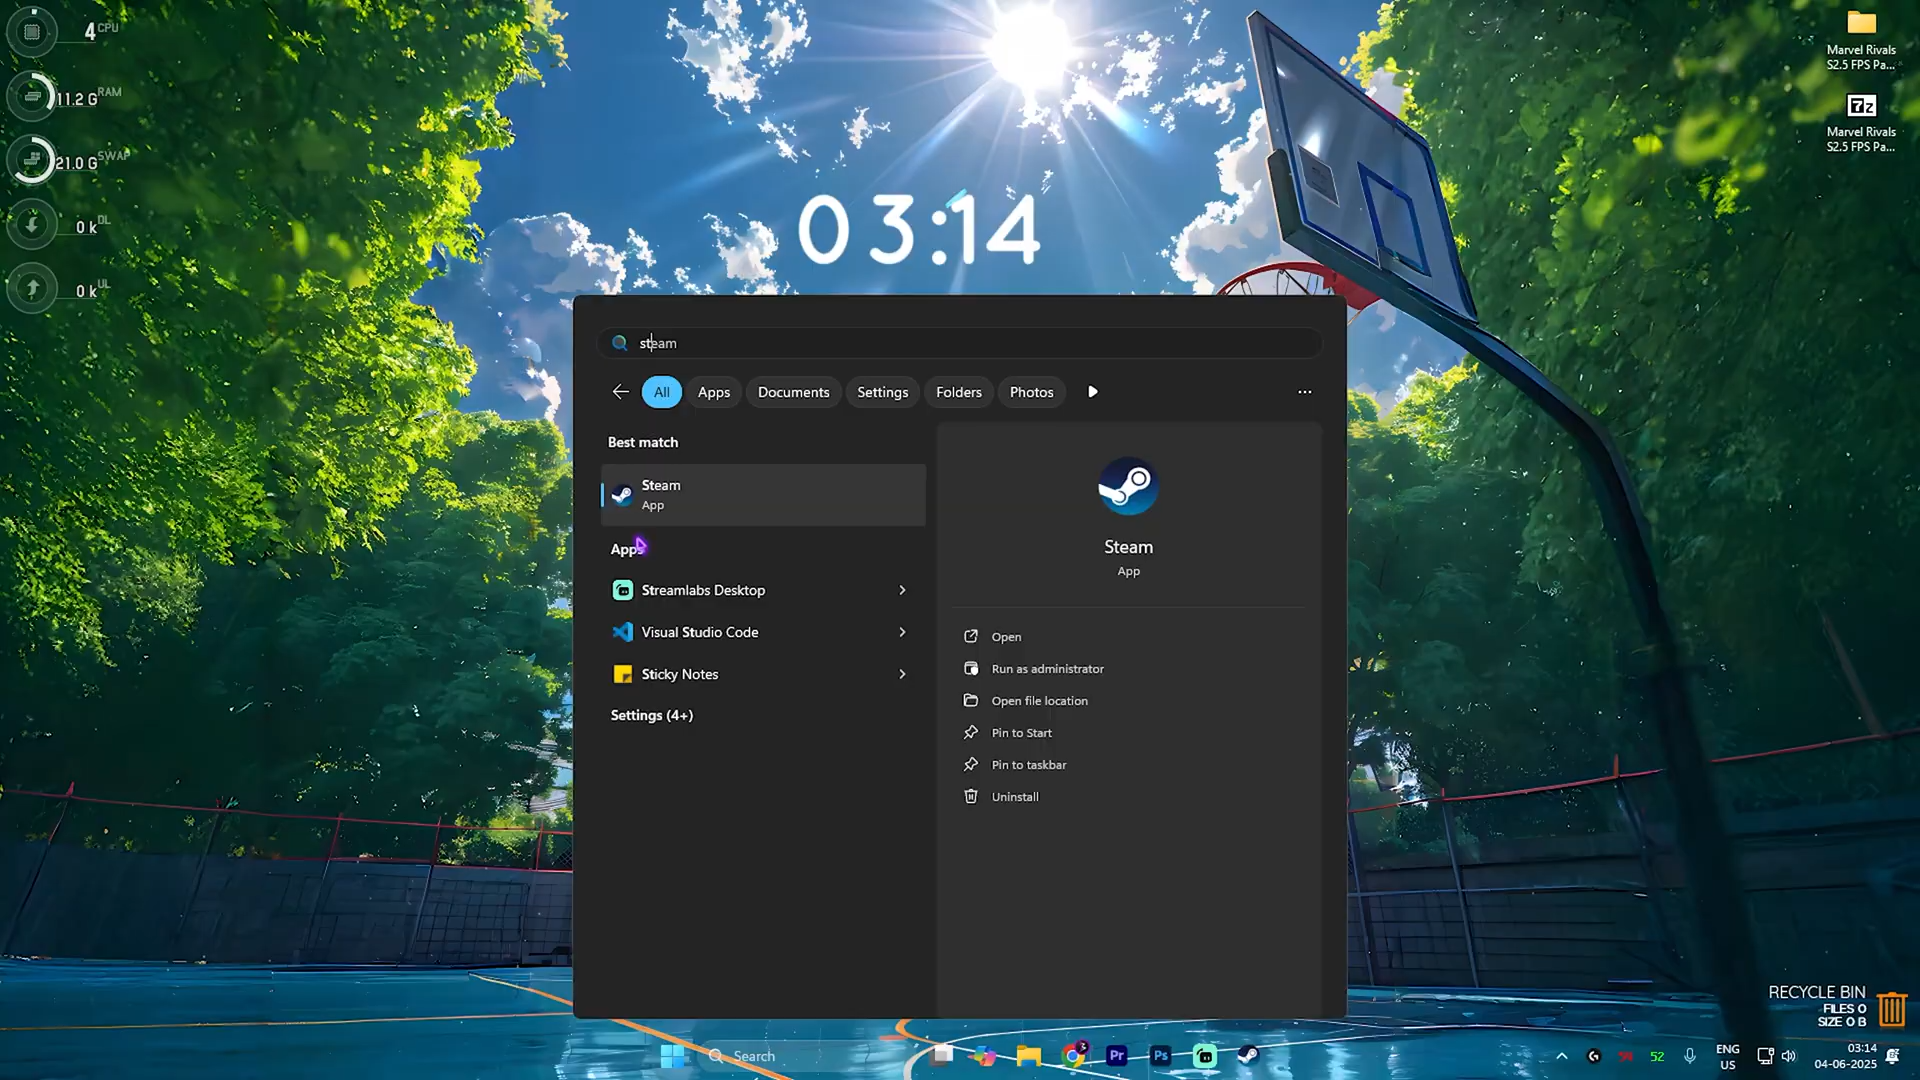 4 CPU
11.2 G RAM
21.0 G SWAP
0 k DL
0 k UL
Marvel Rivals
S2.5 FPS Pa...
7z
Marvel Rivals
S2.5 FPS Pa...
03:14
steam
All
Apps
Documents
Settings
Folders
Photos
Best match
Steam
App
Apps
Streamlabs Desktop
Visual Studio Code
Sticky Notes
Settings (4+)
Steam
App
Open
Run as administrator
Open file location
Pin to Start
Pin to taskbar
Uninstall
RECYCLE BIN
FILES 0
SIZE 0 B
Search
3
Pr
Ps
52
ENG
US
03:14
04-06-2025